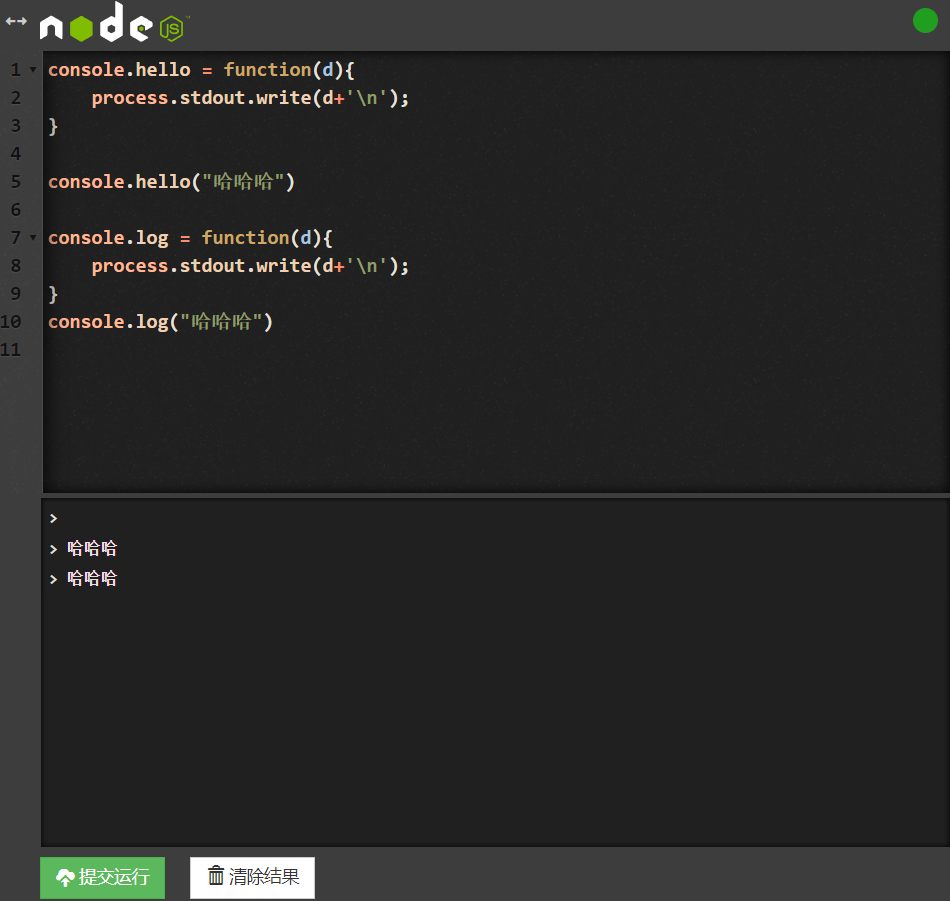 node JS
1 console.hello = function(d){
2 process.stdout.write(d+'\n');
3 }
4
5 console.hello("哈哈哈")
6
7 console.log = function(d){
8 process.stdout.write(d+'\n');
9 }
10 console.log("哈哈哈")
11
>
> 哈哈哈
> 哈哈哈
提交运行 清除结果